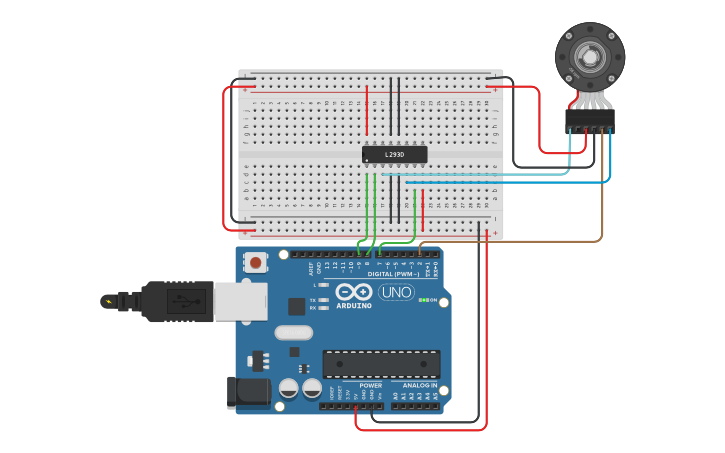 L293D
AREF
GND
13
12
~11
~10
~9
8
7
~6
~5
4
~3
2
TX→1
RX←0
DIGITAL (PWM~)
L
TX
RX
ARDUINO
UNO
ON
POWER
ANALOG IN
IOREF
RESET
3.3V
5V
GND
GND
Vin
A0
A1
A2
A3
A4
A5